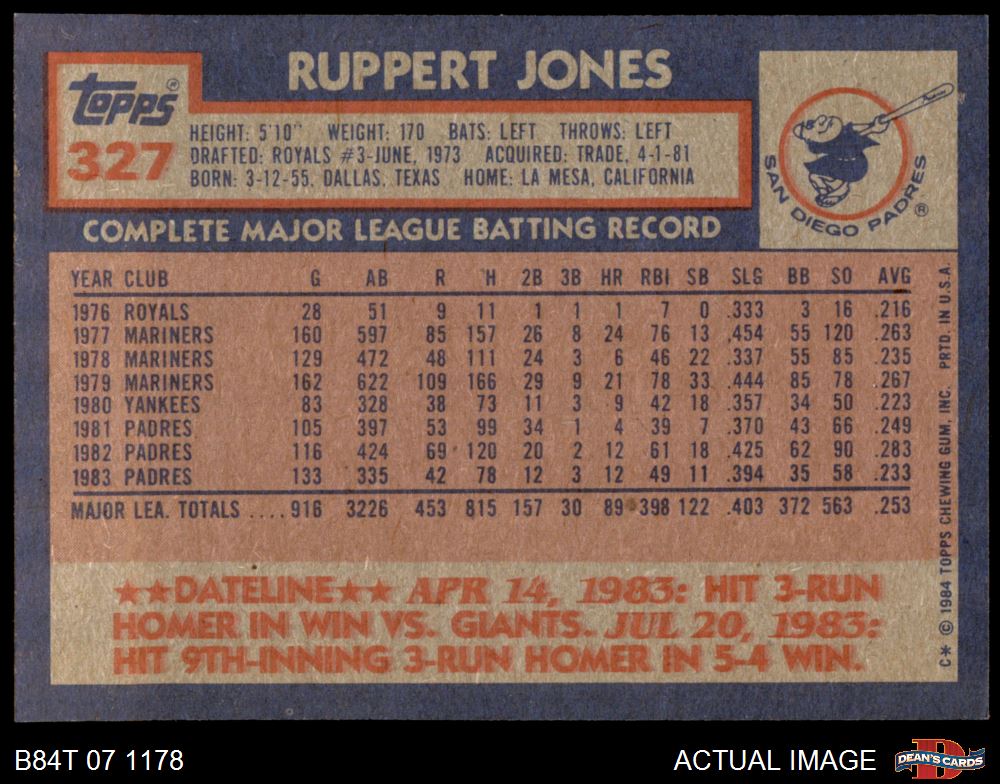 RUPPERT JONES
Topps®
327
HEIGHT: 5'10" WEIGHT: 170 BATS: LEFT THROWS: LEFT
DRAFTED: ROYALS #3-JUNE, 1973 ACQUIRED: TRADE, 4-1-81
BORN: 3-12-55, DALLAS, TEXAS HOME: LA MESA, CALIFORNIA
SAN DIEGO PADRES ®
COMPLETE MAJOR LEAGUE BATTING RECORD
YEAR CLUB G AB R H 2B 3B HR RBI SB SLG BB SO AVG
1976 ROYALS 28 51 9 11 1 1 1 7 0 .333 3 16 .216
1977 MARINERS 160 597 85 157 26 8 24 76 13 .454 55 120 .263
1978 MARINERS 129 472 48 111 24 3 6 46 22 .337 55 85 .235
1979 MARINERS 162 622 109 166 29 9 21 78 33 .444 85 78 .267
1980 YANKEES 83 328 38 73 11 3 9 42 18 .357 34 50 .223
1981 PADRES 105 397 53 99 34 1 4 39 7 .370 43 66 .249
1982 PADRES 116 424 69 120 20 2 12 61 18 .425 62 90 .283
1983 PADRES 133 335 42 78 12 3 12 49 11 .394 35 58 .233
MAJOR LEA. TOTALS ....916 3226 453 815 157 30 89 398 122 .403 372 563 .253
★★DATELINE★★ APR 14, 1983: HIT 3-RUN
HOMER IN WIN VS. GIANTS. JUL 20, 1983:
HIT 9TH-INNING 3-RUN HOMER IN 5-4 WIN.
C* © 1984 TOPPS CHEWING GUM, INC. PRTD. IN U.S.A.
B84T 07 1178
ACTUAL IMAGE
DEAN'S CARDS